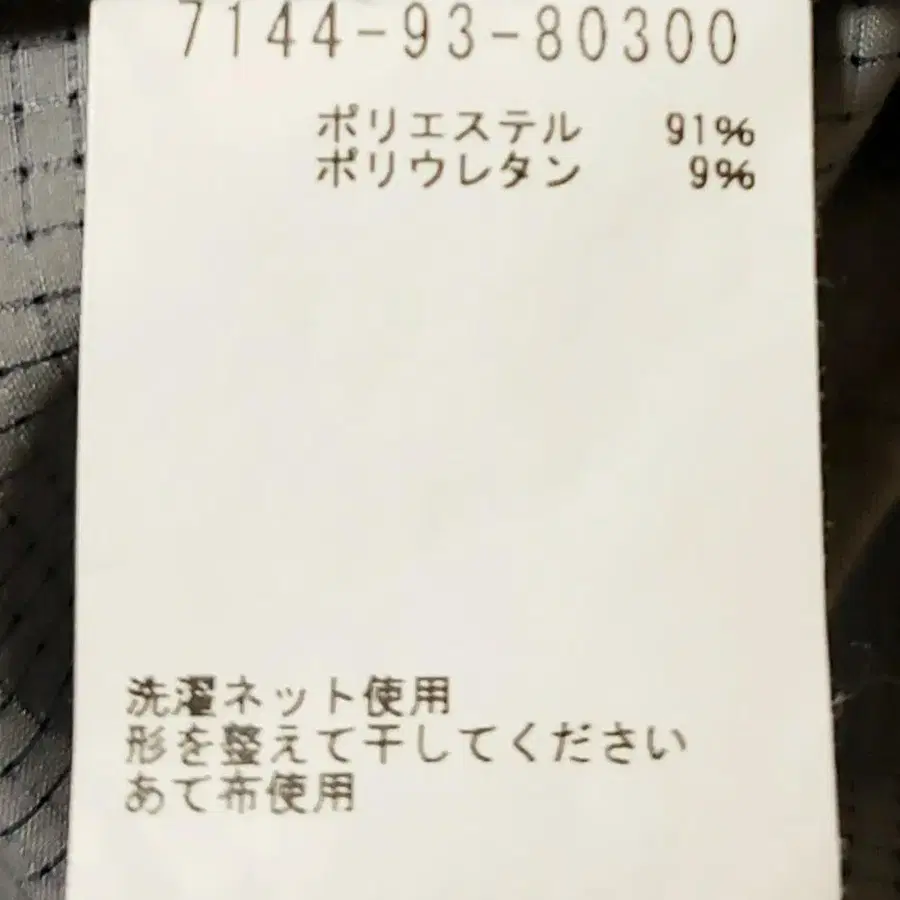 7144-93-80300
ポリエステル 91%
ポリウレタン 9%
洗濯ネット使用
形を整えて干してください
あて布使用